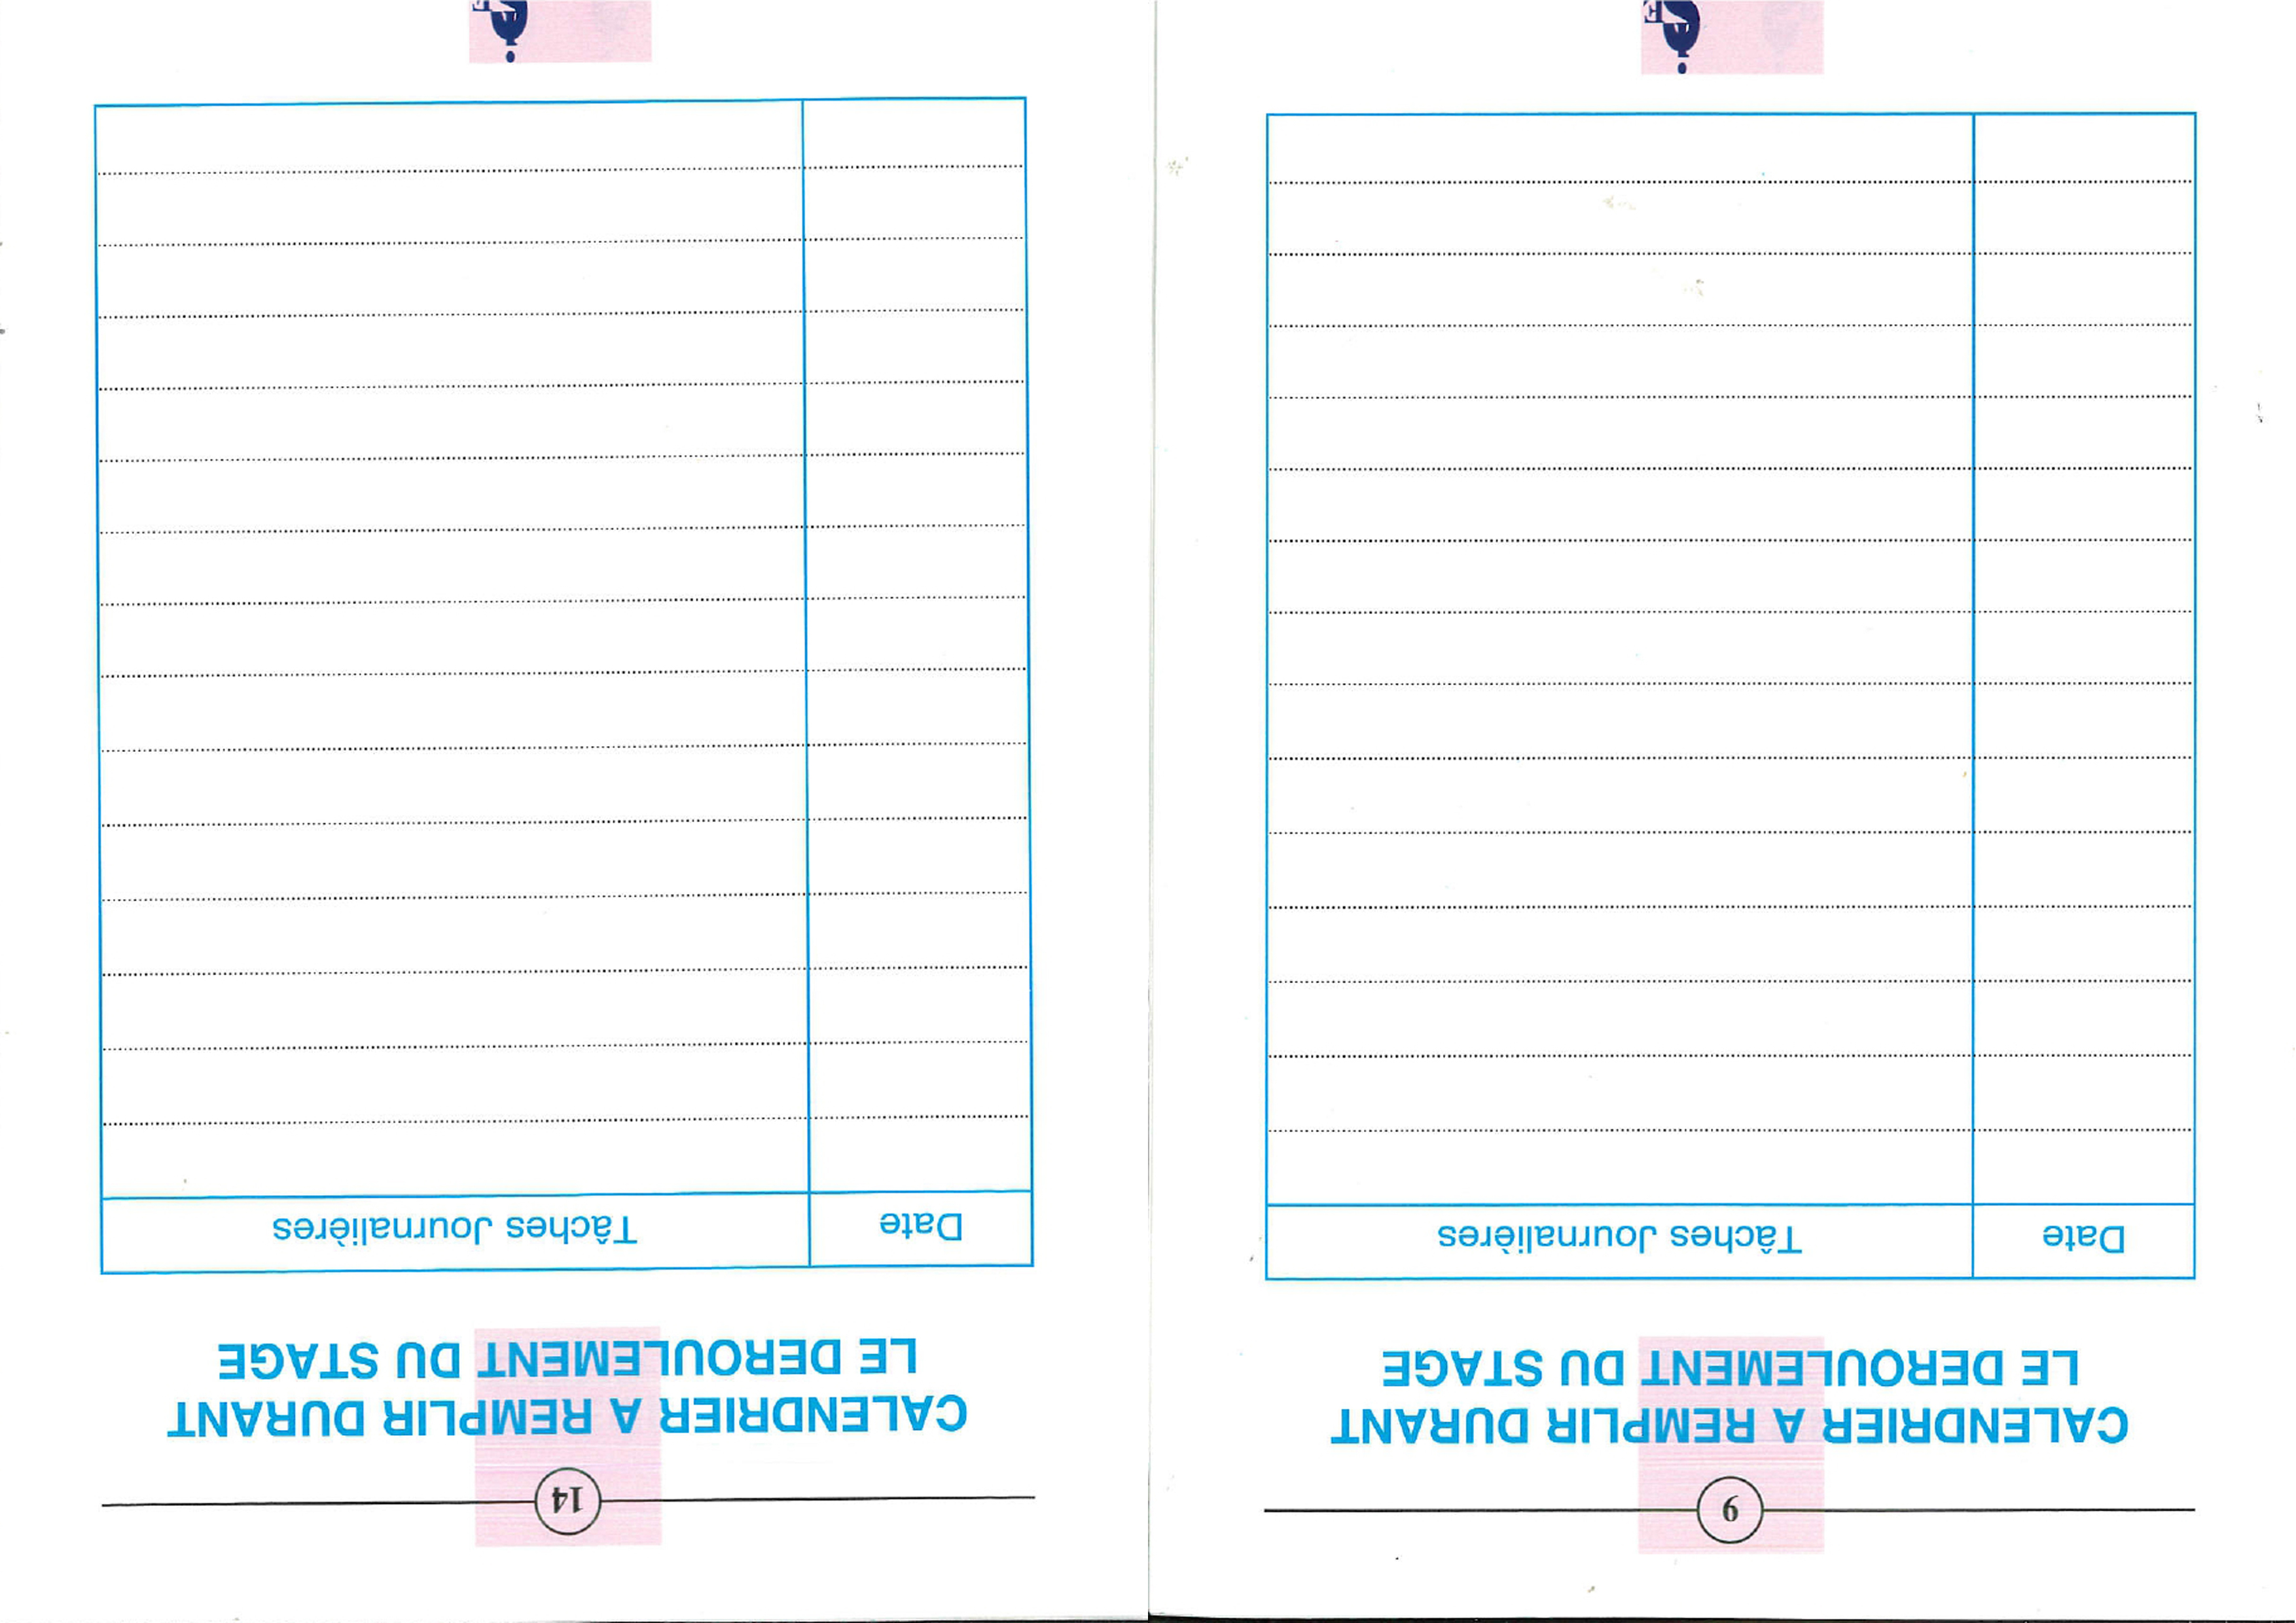 9
CALENDRIER A REMPLIR DURANT
LE DEROULEMENT DU STAGE
Date Tâches Journalières
14
CALENDRIER A REMPLIR DURANT
LE DEROULEMENT DU STAGE
Date Tâches Journalières